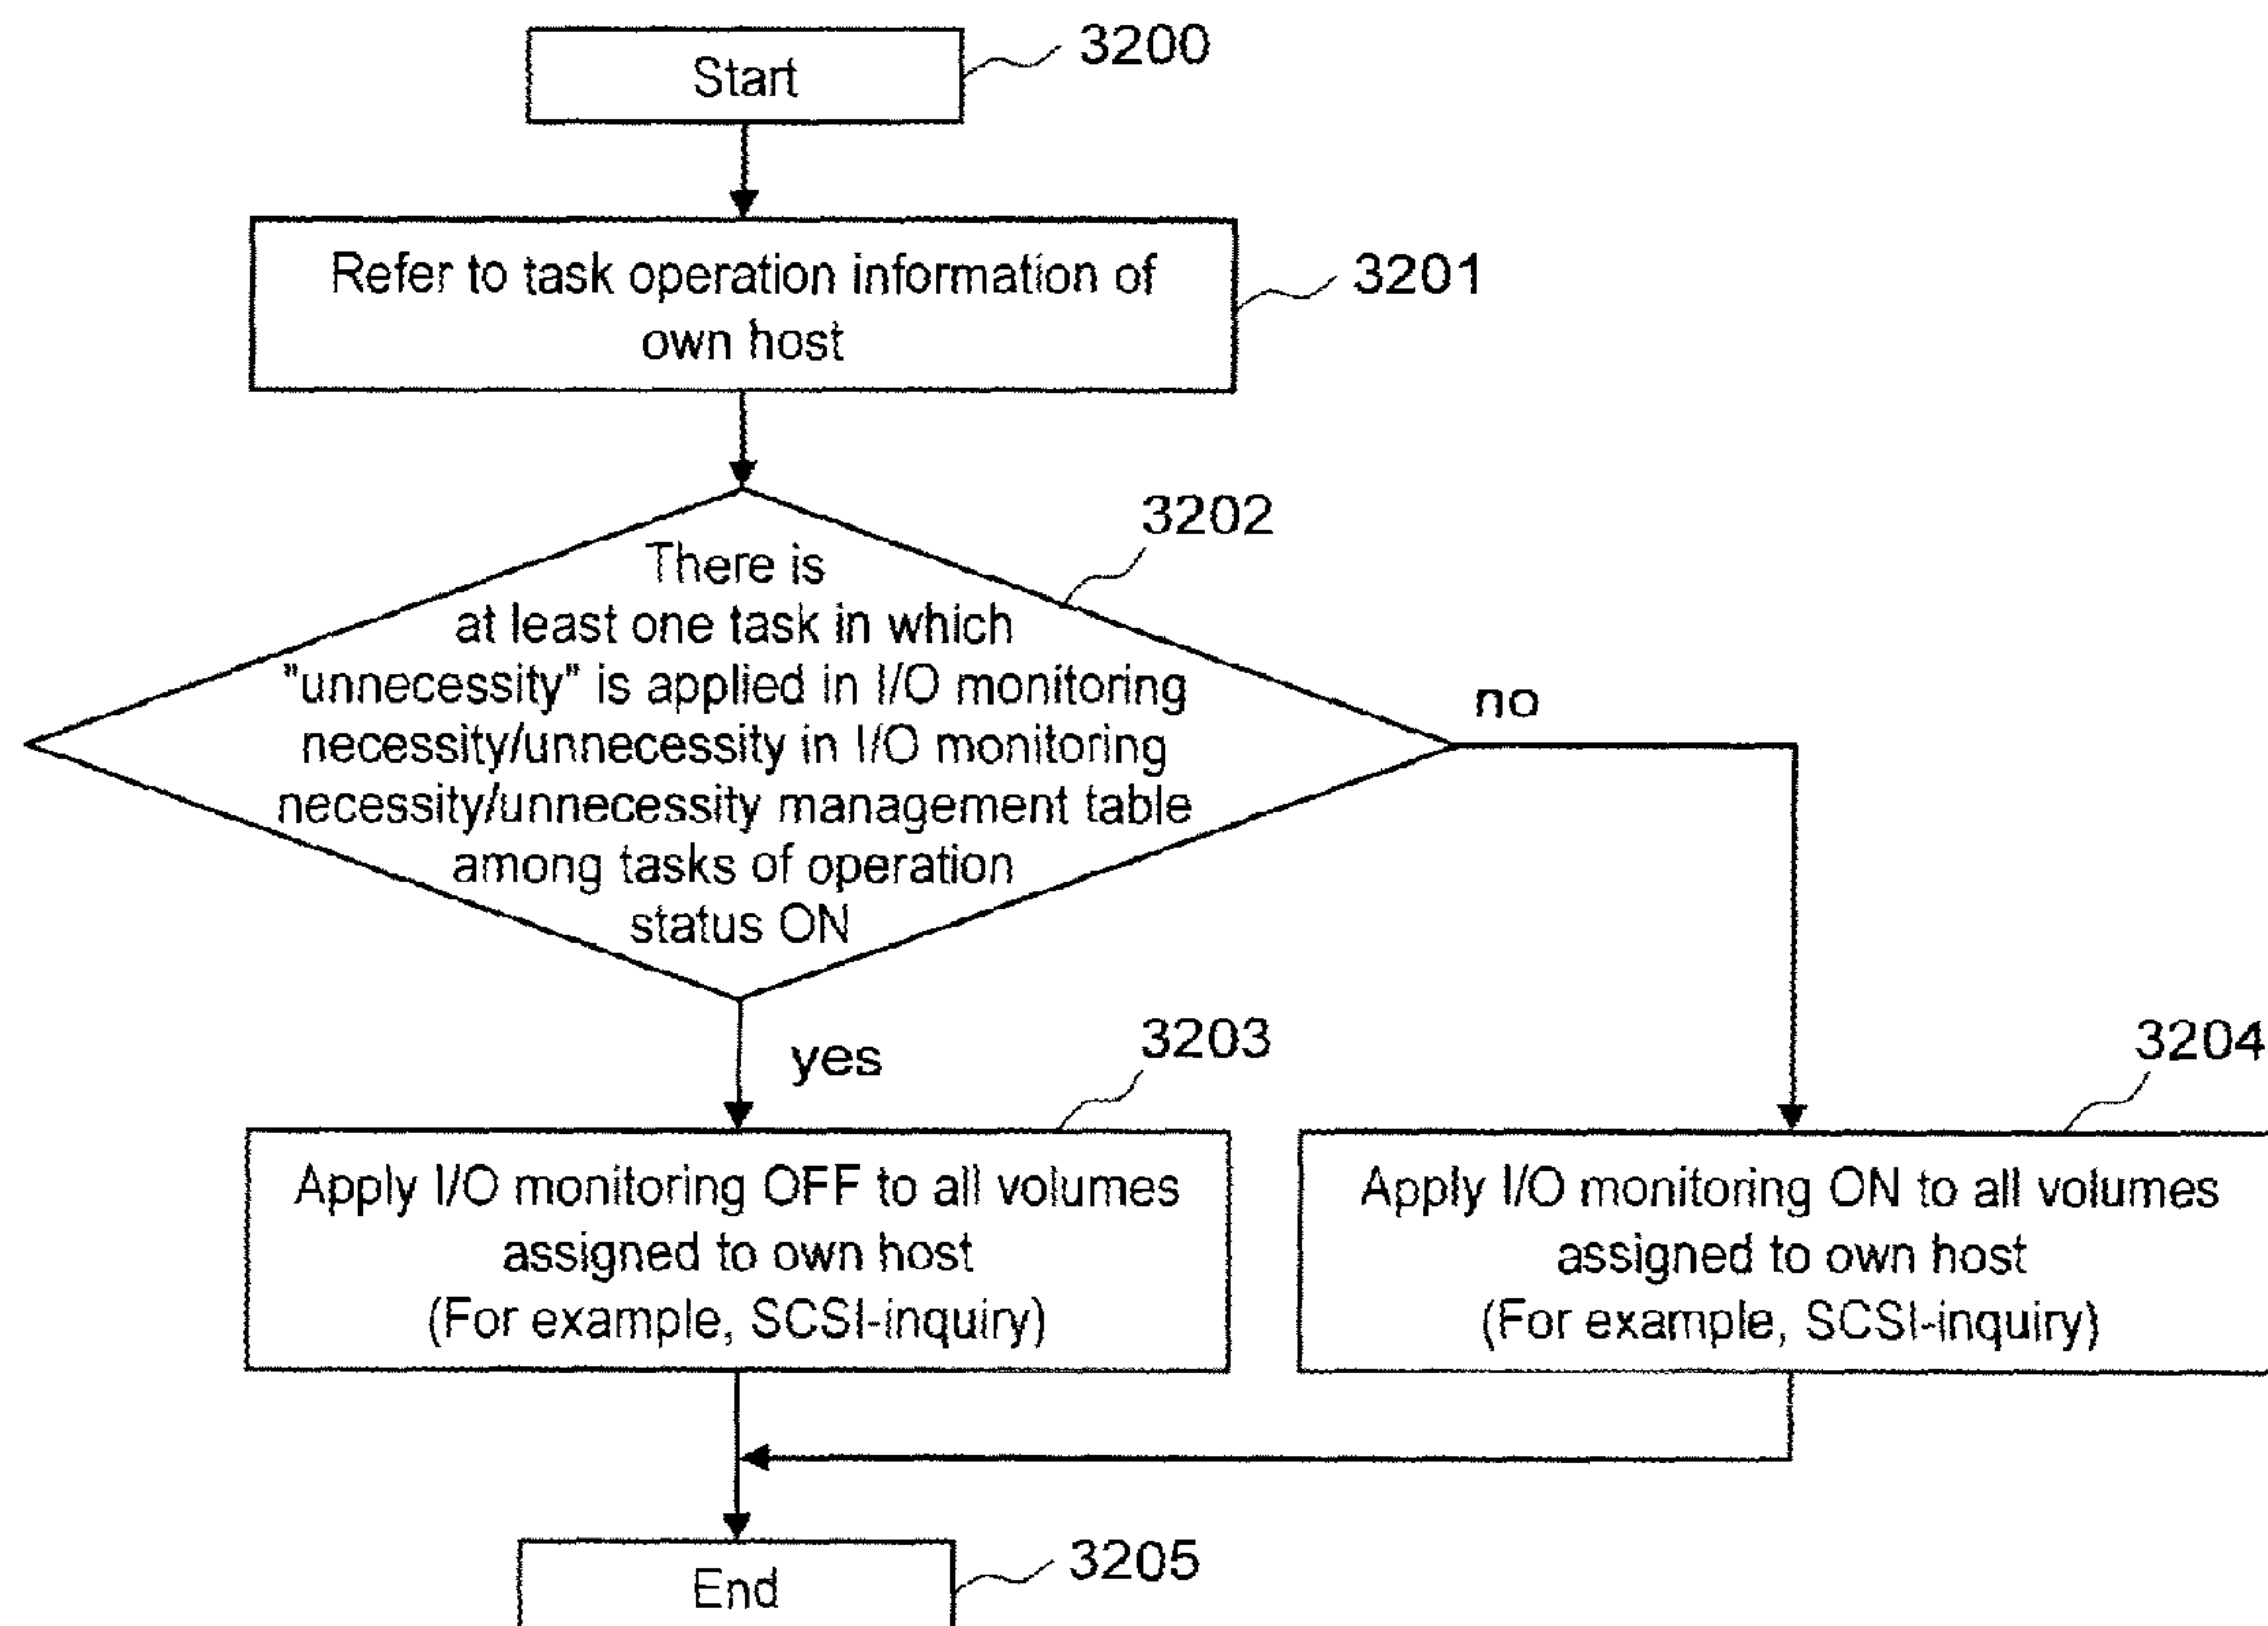 Start
3200
Refer to task operation information of
own host
3201
3202
There is
at least one task in which
"unnecessity" is applied in I/O monitoring
necessity/unnecessity in I/O monitoring
necessity/unnecessity management table
among tasks of operation
status ON
no
yes
3203
3204
Apply I/O monitoring OFF to all volumes
assigned to own host
(For example, SCSI-inquiry)
Apply I/O monitoring ON to all volumes
assigned to own host
(For example, SCSI-inquiry)
End
3205